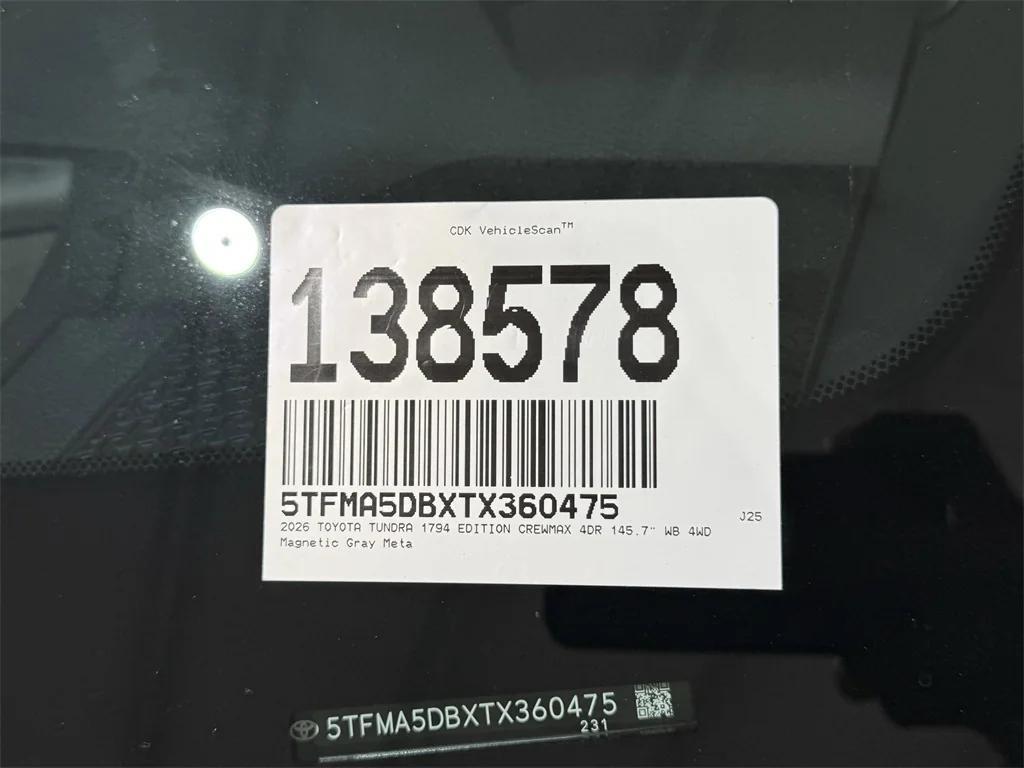 CDK VehicleScan™
138578
5TFMA5DBXTX360475
J25
2026 TOYOTA TUNDRA 1794 EDITION CREWMAX 4DR 145.7" WB 4WD
Magnetic Gray Meta
5TFMA5DBXTX360475
231